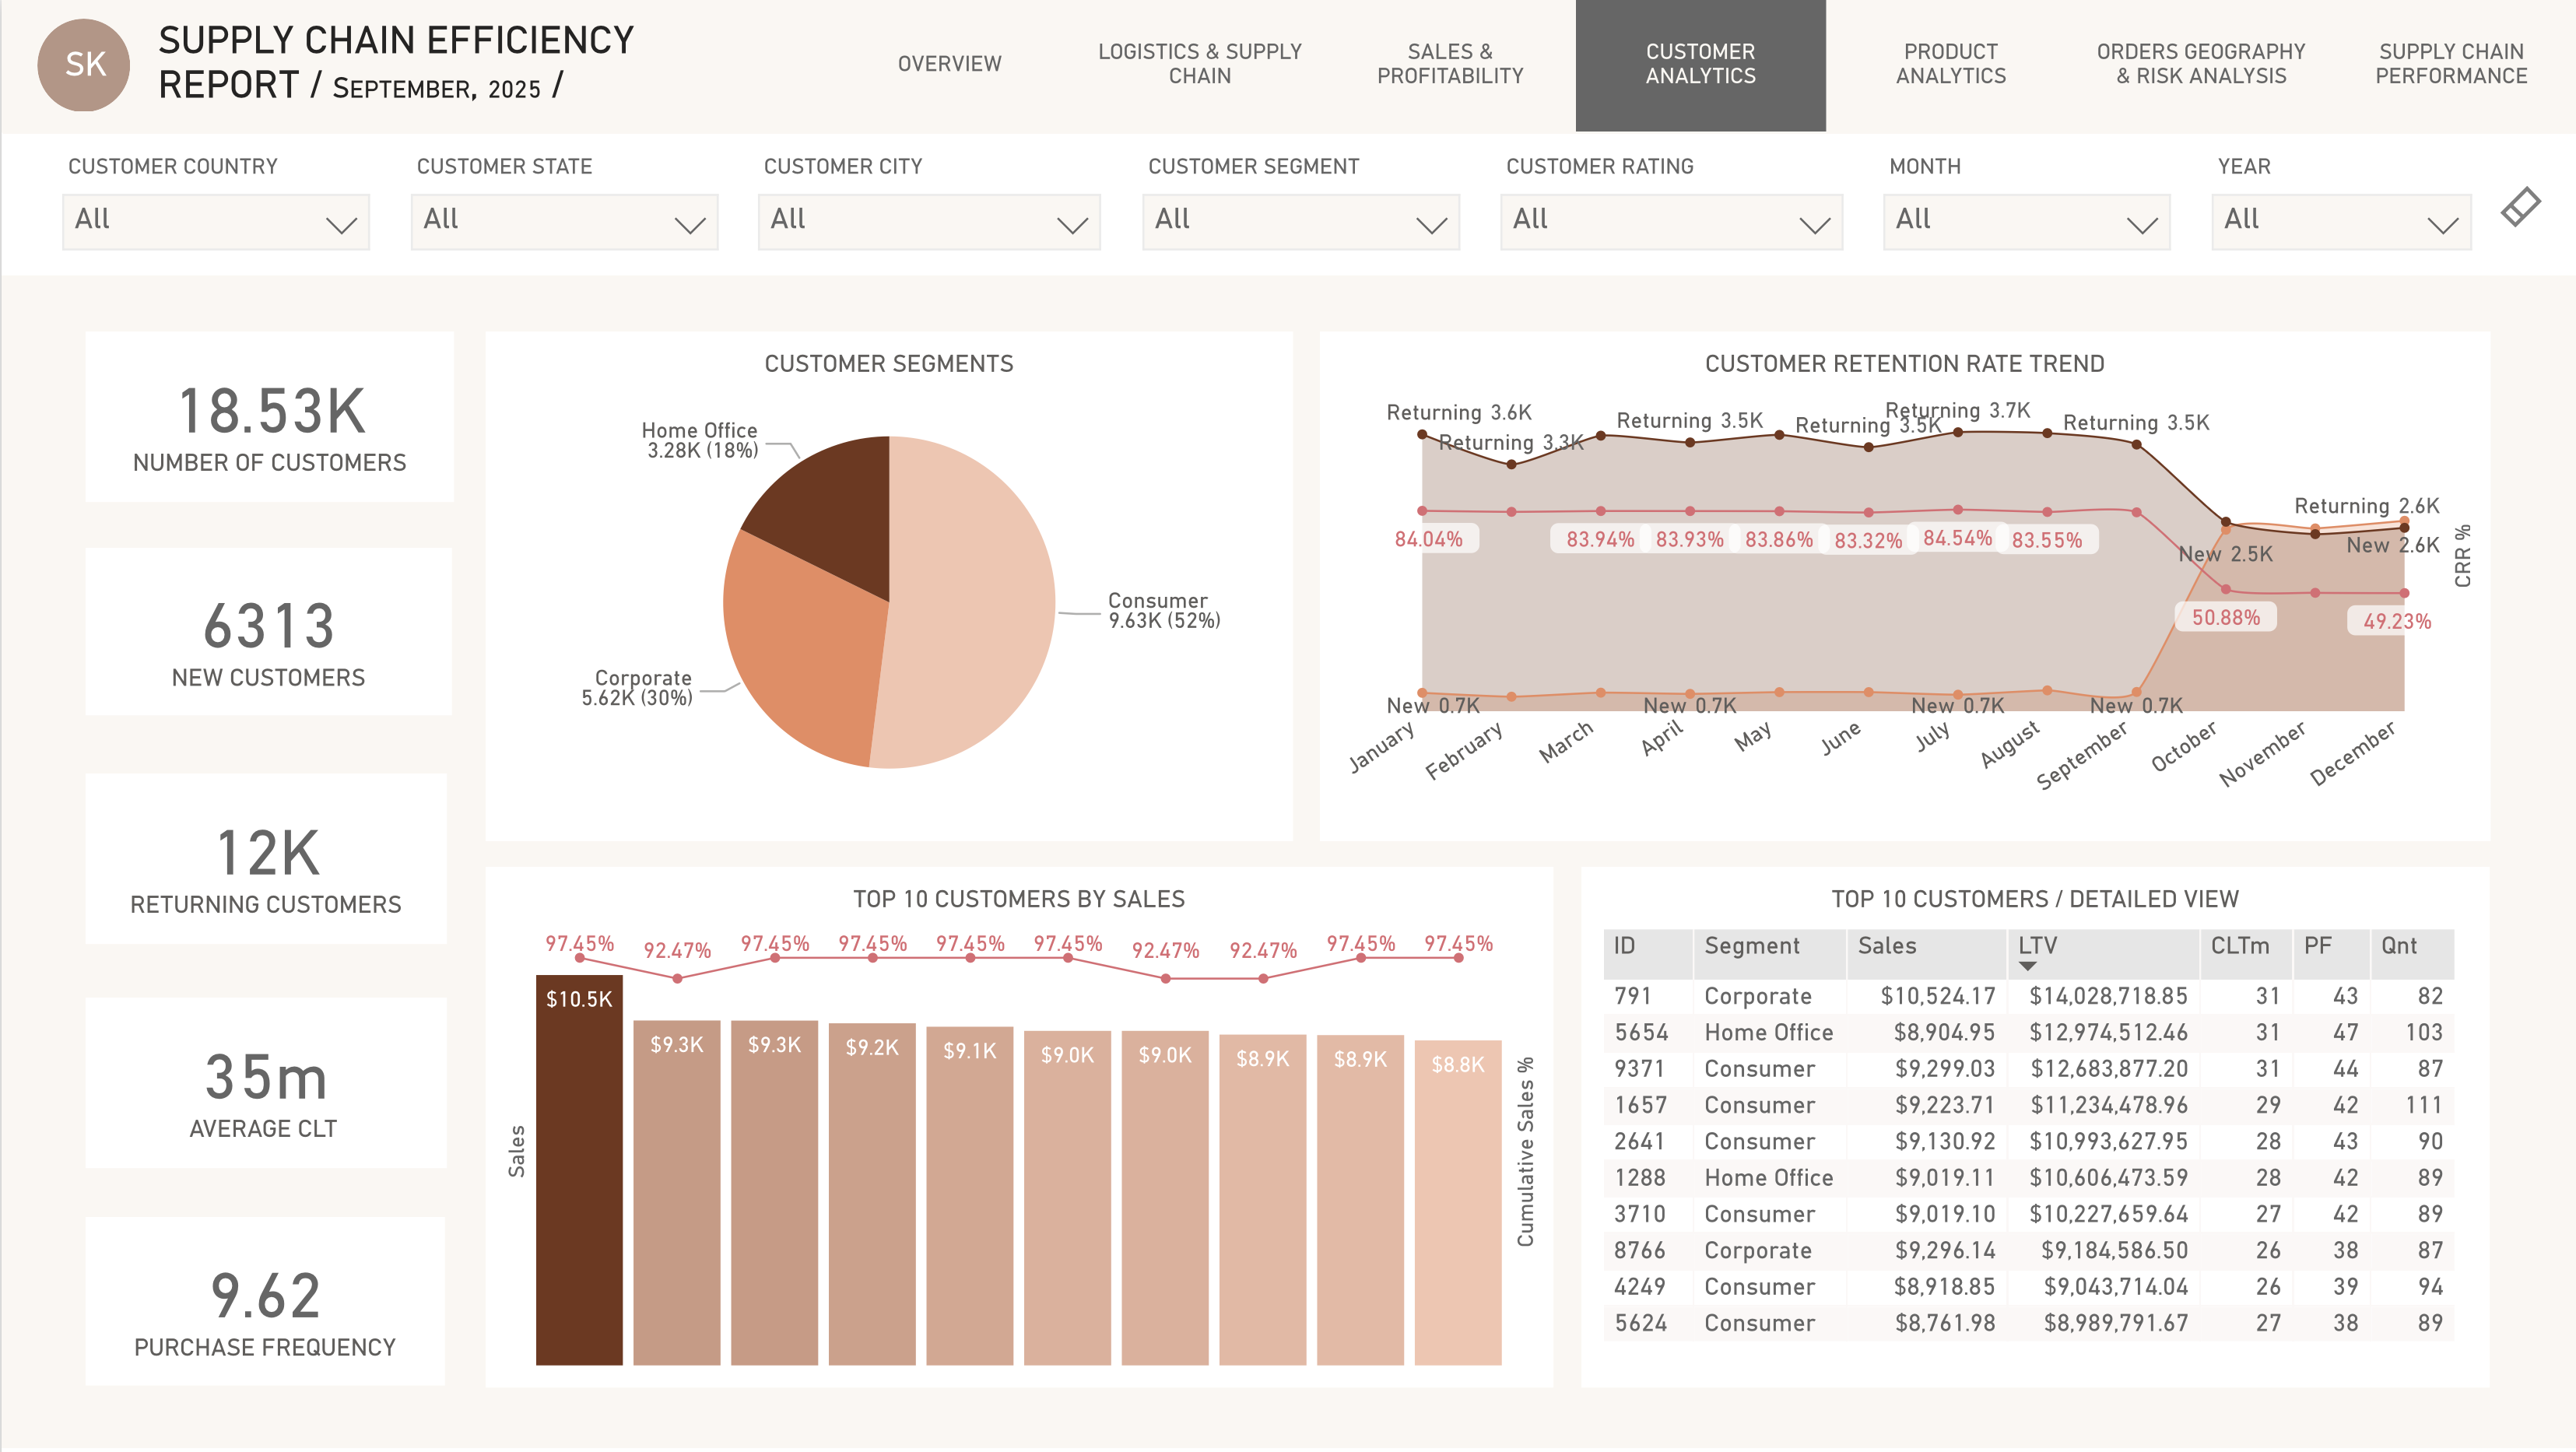 SK
SUPPLY CHAIN EFFICIENCY
REPORT / SEPTEMBER, 2025 /
OVERVIEW
LOGISTICS & SUPPLY
CHAIN
SALES &
PROFITABILITY
CUSTOMER
ANALYTICS
PRODUCT
ANALYTICS
ORDERS GEOGRAPHY
& RISK ANALYSIS
SUPPLY CHAIN
PERFORMANCE
CUSTOMER COUNTRY
All
CUSTOMER STATE
All
CUSTOMER CITY
All
CUSTOMER SEGMENT
All
CUSTOMER RATING
All
MONTH
All
YEAR
All
18.53K
NUMBER OF CUSTOMERS
6313
NEW CUSTOMERS
12K
RETURNING CUSTOMERS
35m
AVERAGE CLT
9.62
PURCHASE FREQUENCY
CUSTOMER SEGMENTS
Home Office
3.28K (18%)
Consumer
9.63K (52%)
Corporate
5.62K (30%)
CUSTOMER RETENTION RATE TREND
Returning 3.6K
Returning 3.3K
Returning 3.5K
Returning 3.5K
Returning 3.7K
Returning 3.5K
Returning 2.6K
84.04%
83.94%
83.93%
83.86%
83.32%
84.54%
83.55%
50.88%
49.23%
New 2.5K
New 2.6K
CRR %
New 0.7K
New 0.7K
New 0.7K
New 0.7K
January
February
March
April
May
June
July
August
September
October
November
December
TOP 10 CUSTOMERS BY SALES
97.45%
92.47%
97.45%
97.45%
97.45%
97.45%
92.47%
92.47%
97.45%
97.45%
$10.5K
$9.3K
$9.3K
$9.2K
$9.1K
$9.0K
$9.0K
$8.9K
$8.9K
$8.8K
Sales
Cumulative Sales %
TOP 10 CUSTOMERS / DETAILED VIEW
ID Segment Sales LTV CLTm PF Qnt
791 Corporate $10,524.17 $14,028,718.85 31 43 82
5654 Home Office $8,904.95 $12,974,512.46 31 47 103
9371 Consumer $9,299.03 $12,683,877.20 31 44 87
1657 Consumer $9,223.71 $11,234,478.96 29 42 111
2641 Consumer $9,130.92 $10,993,627.95 28 43 90
1288 Home Office $9,019.11 $10,606,473.59 28 42 89
3710 Consumer $9,019.10 $10,227,659.64 27 42 89
8766 Corporate $9,296.14 $9,184,586.50 26 38 87
4249 Consumer $8,918.85 $9,043,714.04 26 39 94
5624 Consumer $8,761.98 $8,989,791.67 27 38 89